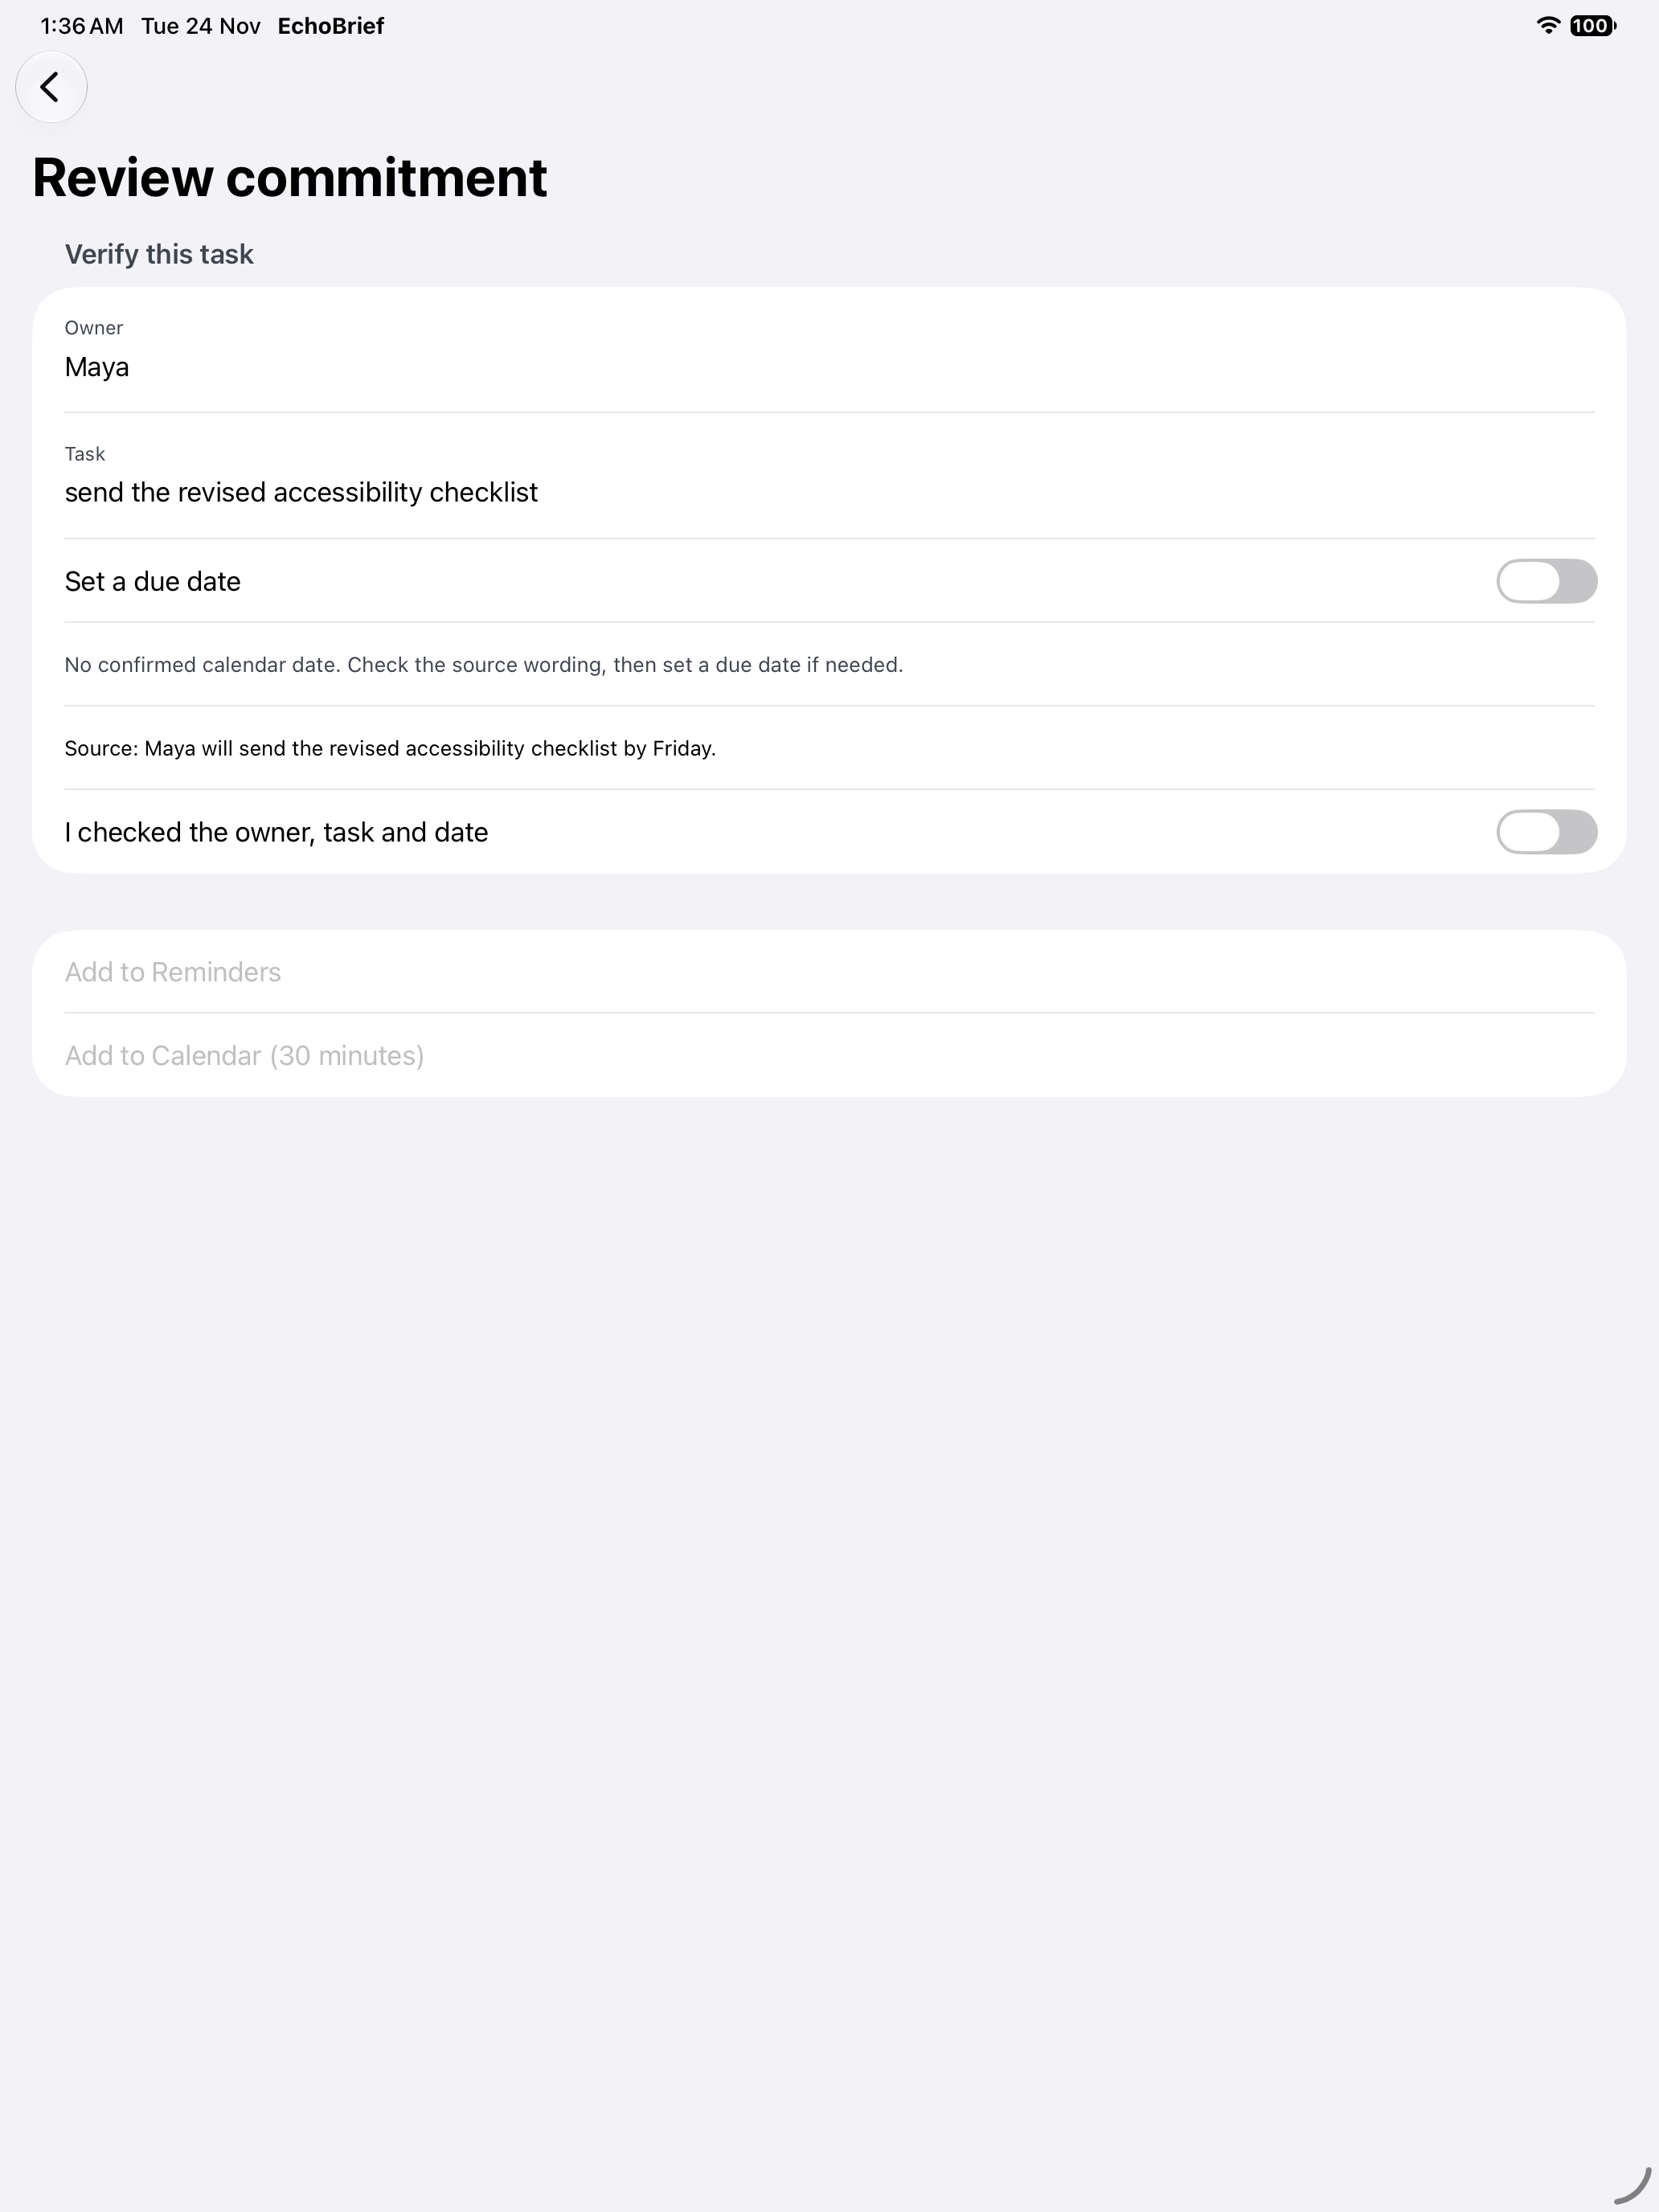 1:36 AM Tue 24 Nov EchoBrief 100
Review commitment
Verify this task
Owner
Maya
Task
send the revised accessibility checklist
Set a due date
No confirmed calendar date. Check the source wording, then set a due date if needed.
Source: Maya will send the revised accessibility checklist by Friday.
I checked the owner, task and date
Add to Reminders
Add to Calendar (30 minutes)